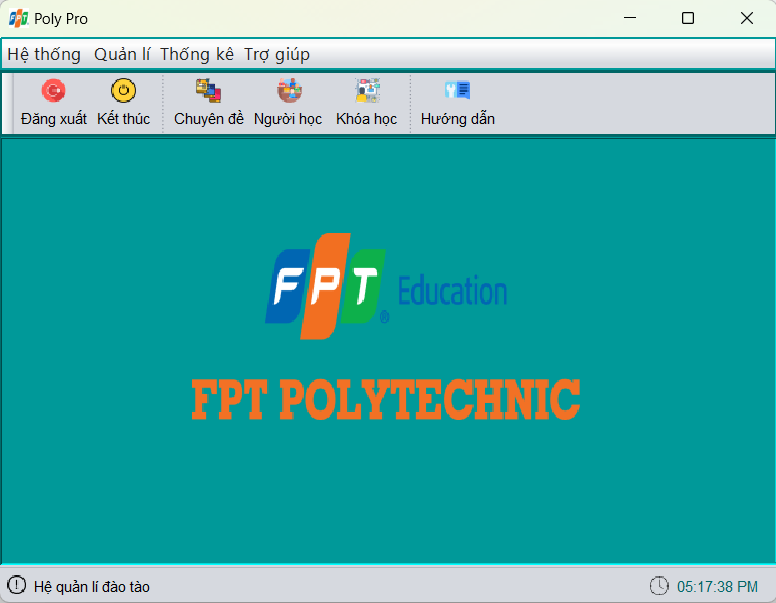 FPT Poly Pro
Hệ thống Quản lí Thống kê Trợ giúp
Đăng xuất Kết thúc Chuyên đề Người học Khóa học Hướng dẫn
FPT® Education
FPT POLYTECHNIC
Hệ quản lí đào tào 05:17:38 PM